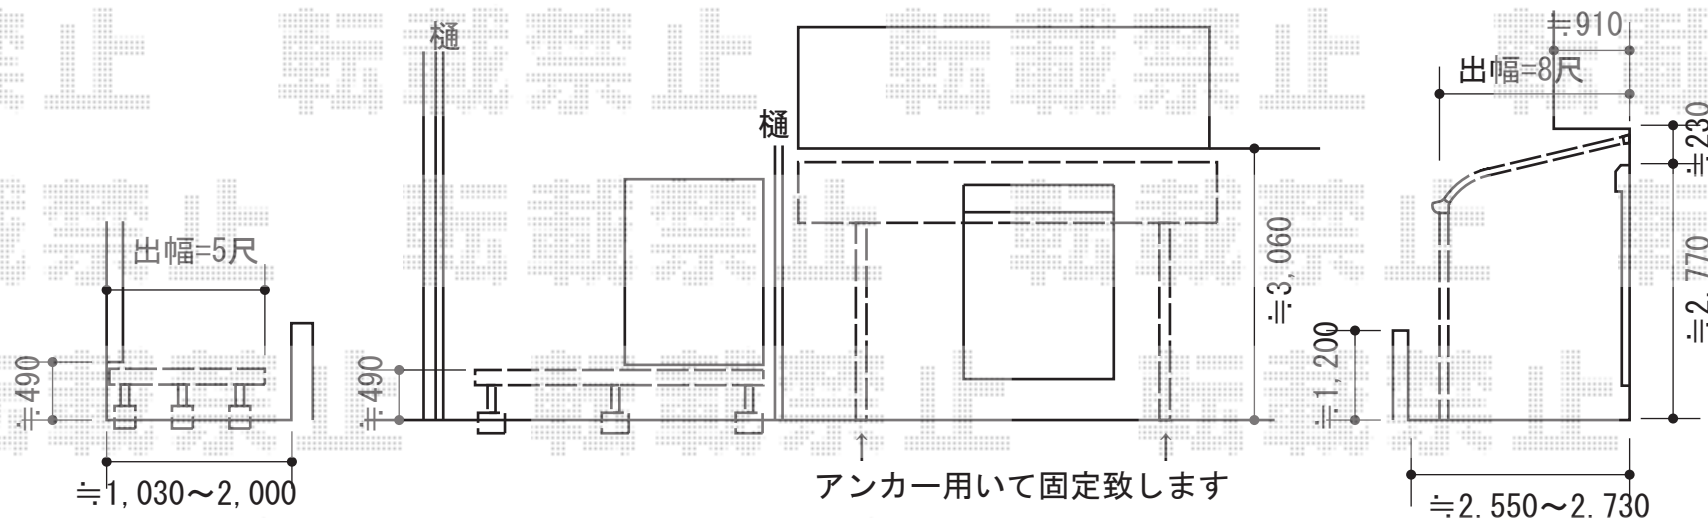 樋
≒910
出幅=8尺
樋
≒230
出幅=5尺
≒3,060
≒2,770
≒490
≒490
≒1,200
アンカー用いて固定致します
≒1,030～2,000
≒2.550～2.730